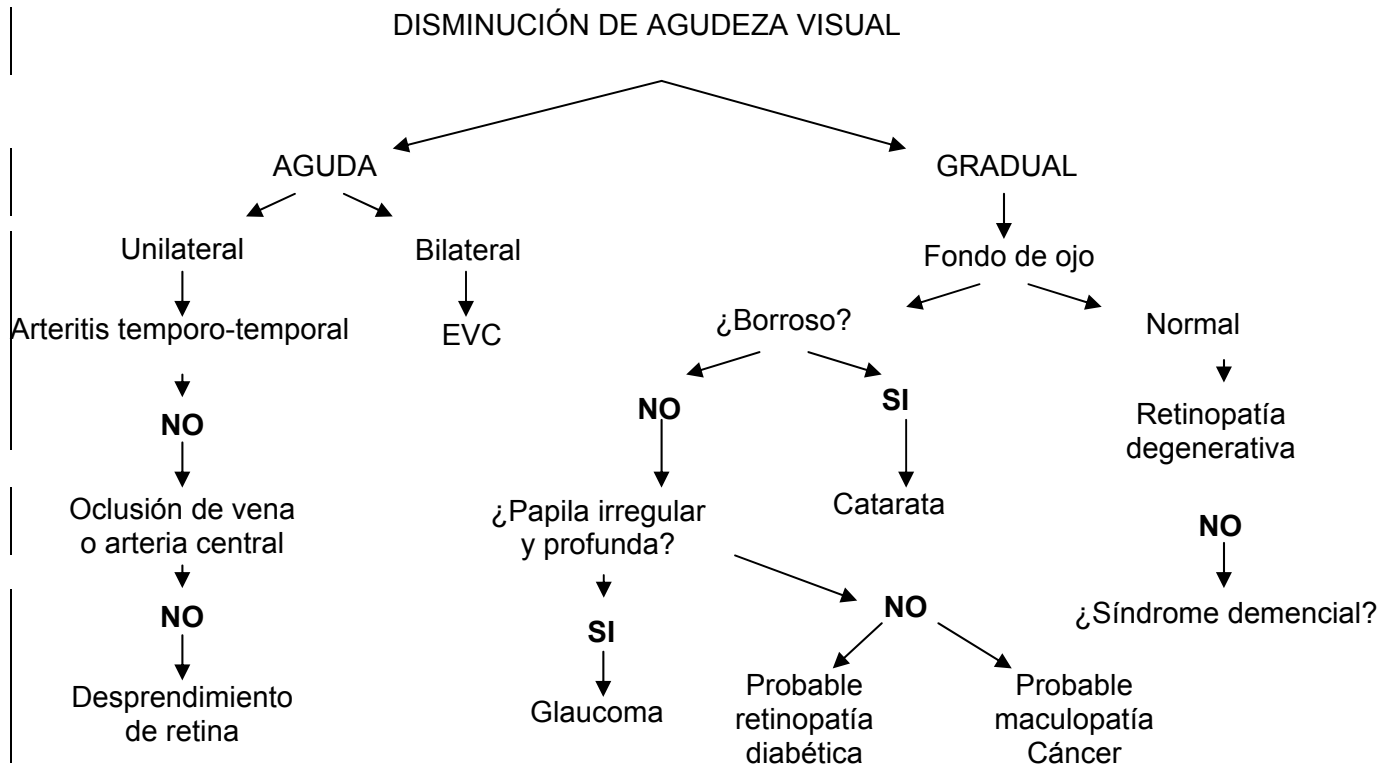 DISMINUCIÓN DE AGUDEZA VISUAL
AGUDA
GRADUAL
Unilateral
Bilateral
Fondo de ojo
Arteritis temporo-temporal
EVC
¿Borroso?
Normal
NO
NO
SI
Retinopatía
degenerativa
Oclusión de vena
o arteria central
¿Papila irregular
y profunda?
Catarata
NO
NO
SI
NO
¿Síndrome demencial?
Desprendimiento
de retina
Glaucoma
Probable
retinopatía
diabética
Probable
maculopatía
Cáncer